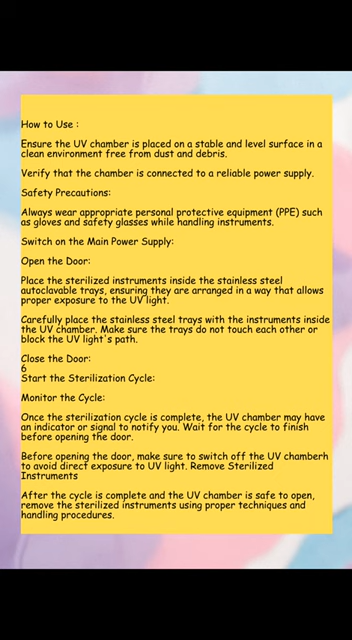 How to Use :
Ensure the UV chamber is placed on a stable and level surface in a
clean environment free from dust and debris.
Verify that the chamber is connected to a reliable power supply.
Safety Precautions:
Always wear appropriate personal protective equipment (PPE) such
as gloves and safety glasses while handling instruments.
Switch on the Main Power Supply:
Open the Door:
Place the sterilized instruments inside the stainless steel
autoclavable trays, ensuring they are arranged in a way that allows
proper exposure to the UV light.
Carefully place the stainless steel trays with the instruments inside
the UV chamber. Make sure the trays do not touch each other or
block the UV light's path.
Close the Door:
6
Start the Sterilization Cycle:
Monitor the Cycle:
Once the sterilization cycle is complete, the UV chamber may have
an indicator or signal to notify you. Wait for the cycle to finish
before opening the door.
Before opening the door, make sure to switch off the UV chamberh
to avoid direct exposure to UV light. Remove Sterilized
Instruments
After the cycle is complete and the UV chamber is safe to open,
remove the sterilized instruments using proper techniques and
handling procedures.